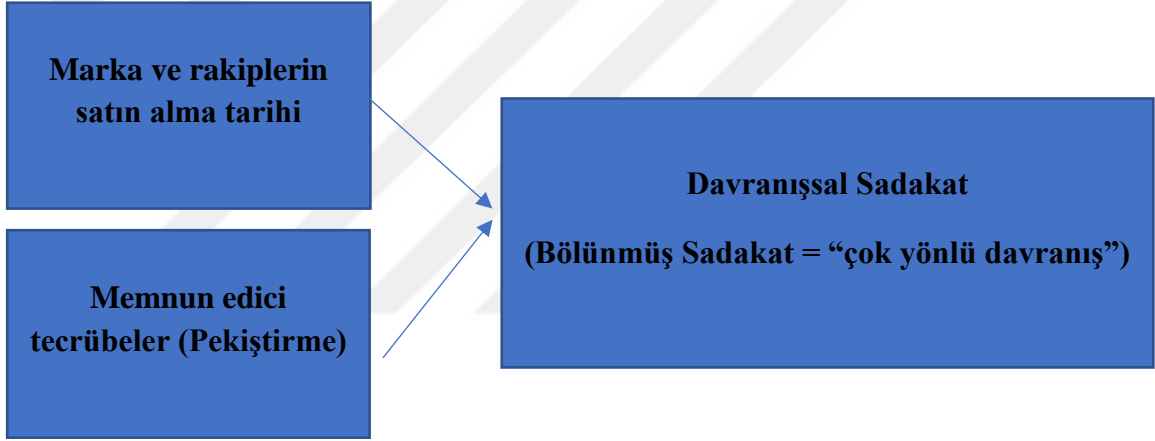 Marka ve rakiplerin
satın alma tarihi
Memnun edici
tecrübeler (Pekiştirme)
Davranışsal Sadakat
(Bölünmüş Sadakat = “çok yönlü davranış”)